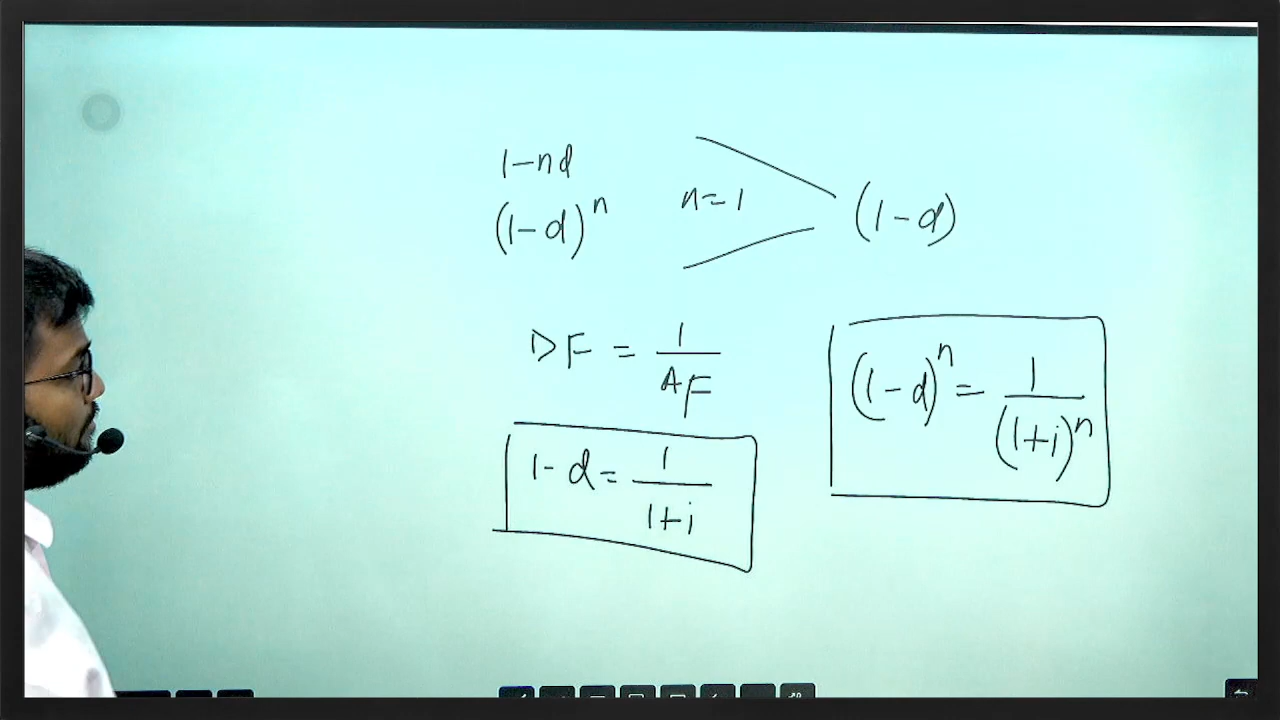 1-nd
(1-d)^n
n=1
(1-d)
DF = 1/AF
1-d = 1/(1+i)
(1-d)^n = 1/(1+i)^n